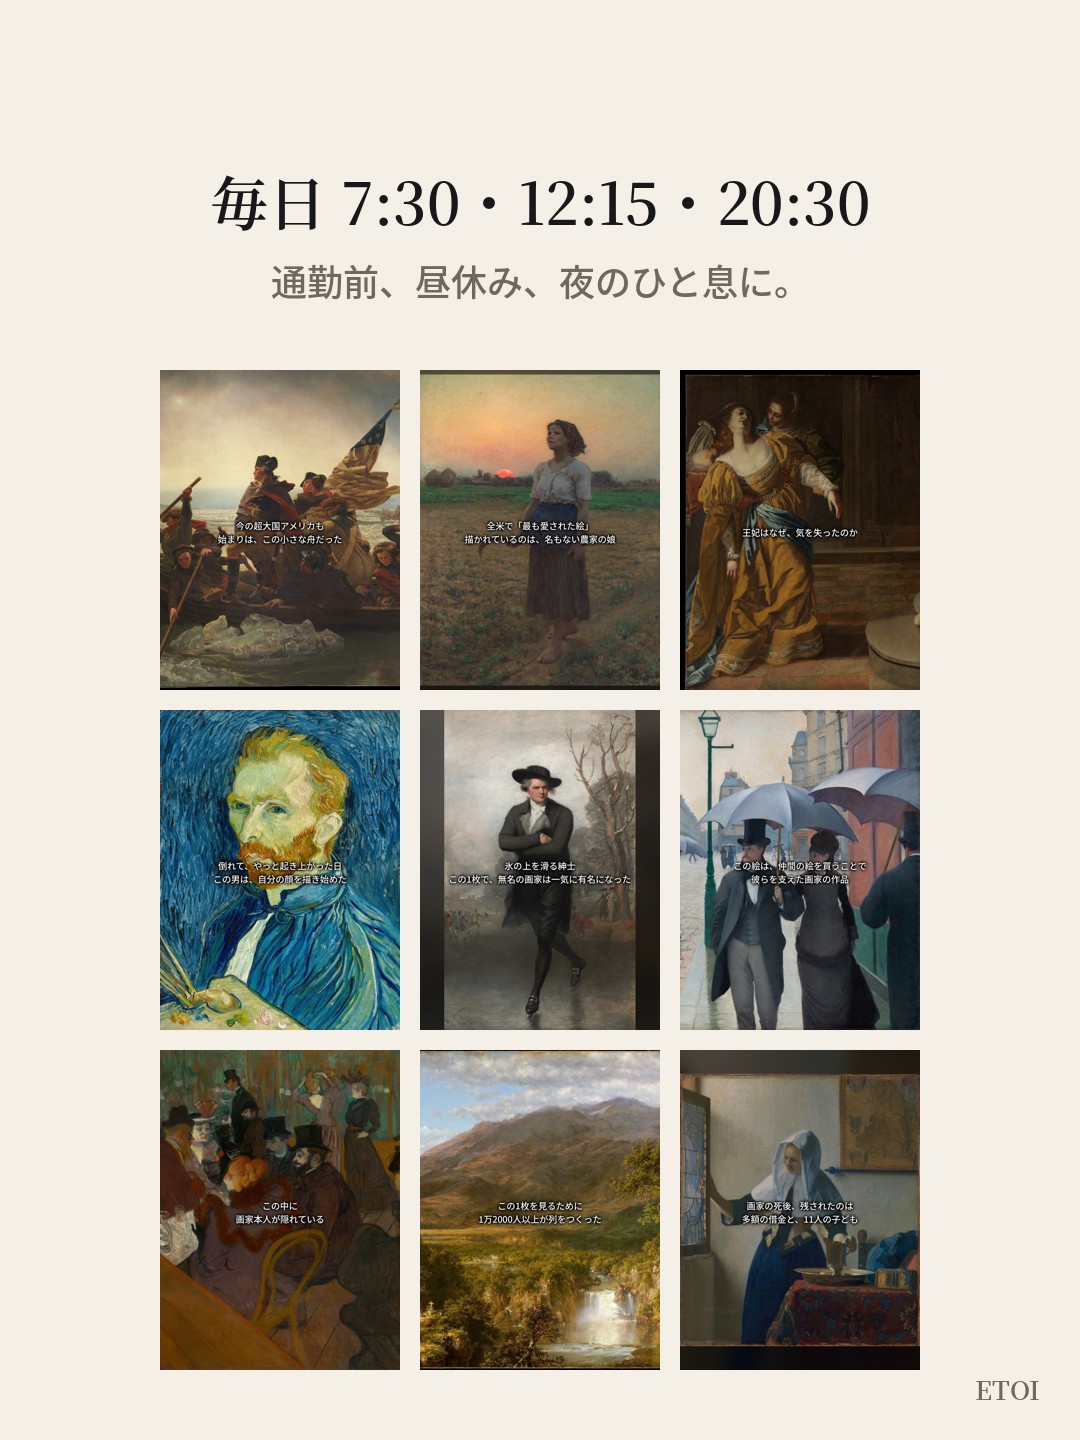 毎日 7:30・12:15・20:30
通勤前、昼休み、夜のひと息に。
今の超大国アメリカも
始まりは、この小さな舟だった
全米で「最も愛された絵」
描かれているのは、名もない農家の娘
王妃はなぜ、気を失ったのか
倒れて、やっと起き上がった日
この男は、自分の顔を描き始めた
氷の上を滑る紳士
この1枚で、無名の画家は一気に有名になった
この絵は、仲間の絵を買うことで
彼らを支えた画家の作品
この中に
画家本人が隠れている
この1枚を見るために
1万2000人以上が列をつくった
画家の死後、残されたのは
多額の借金と、11人の子ども
ETOI